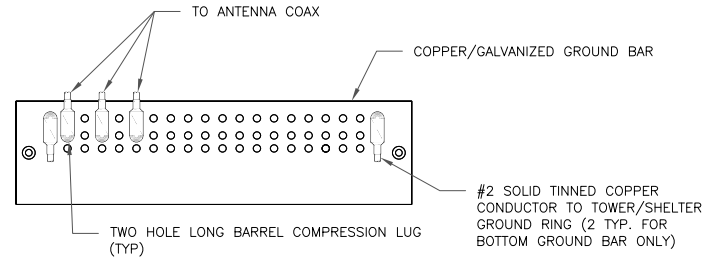 TO ANTENNA COAX
COPPER/GALVANIZED GROUND BAR
#2 SOLID TINNED COPPER
CONDUCTOR TO TOWER/SHELTER
GROUND RING (2 TYP. FOR
BOTTOM GROUND BAR ONLY)
TWO HOLE LONG BARREL COMPRESSION LUG
(TYP)